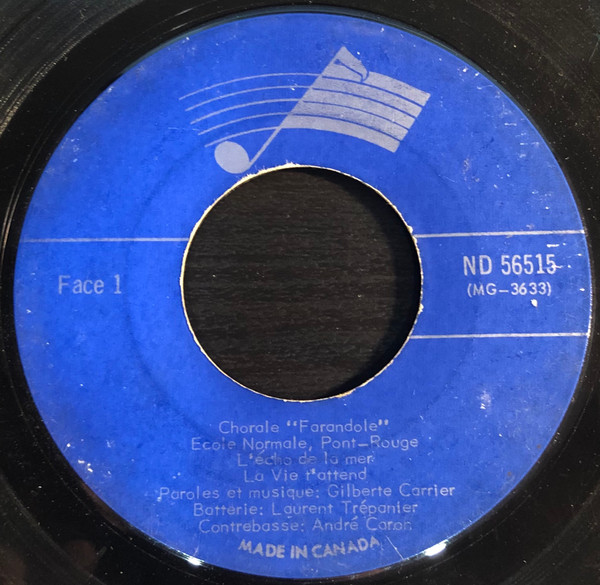 Face 1
ND 56515
(MG-3633)
Chorale "Farandole"
Ecole Normale, Pont-Rouge
L'écho de la mer
La Vie t'attend
Paroles et musique: Gilberte Carrier
Batterie: Laurent Trépanier
Contrebasse: André Caron
MADE IN CANADA